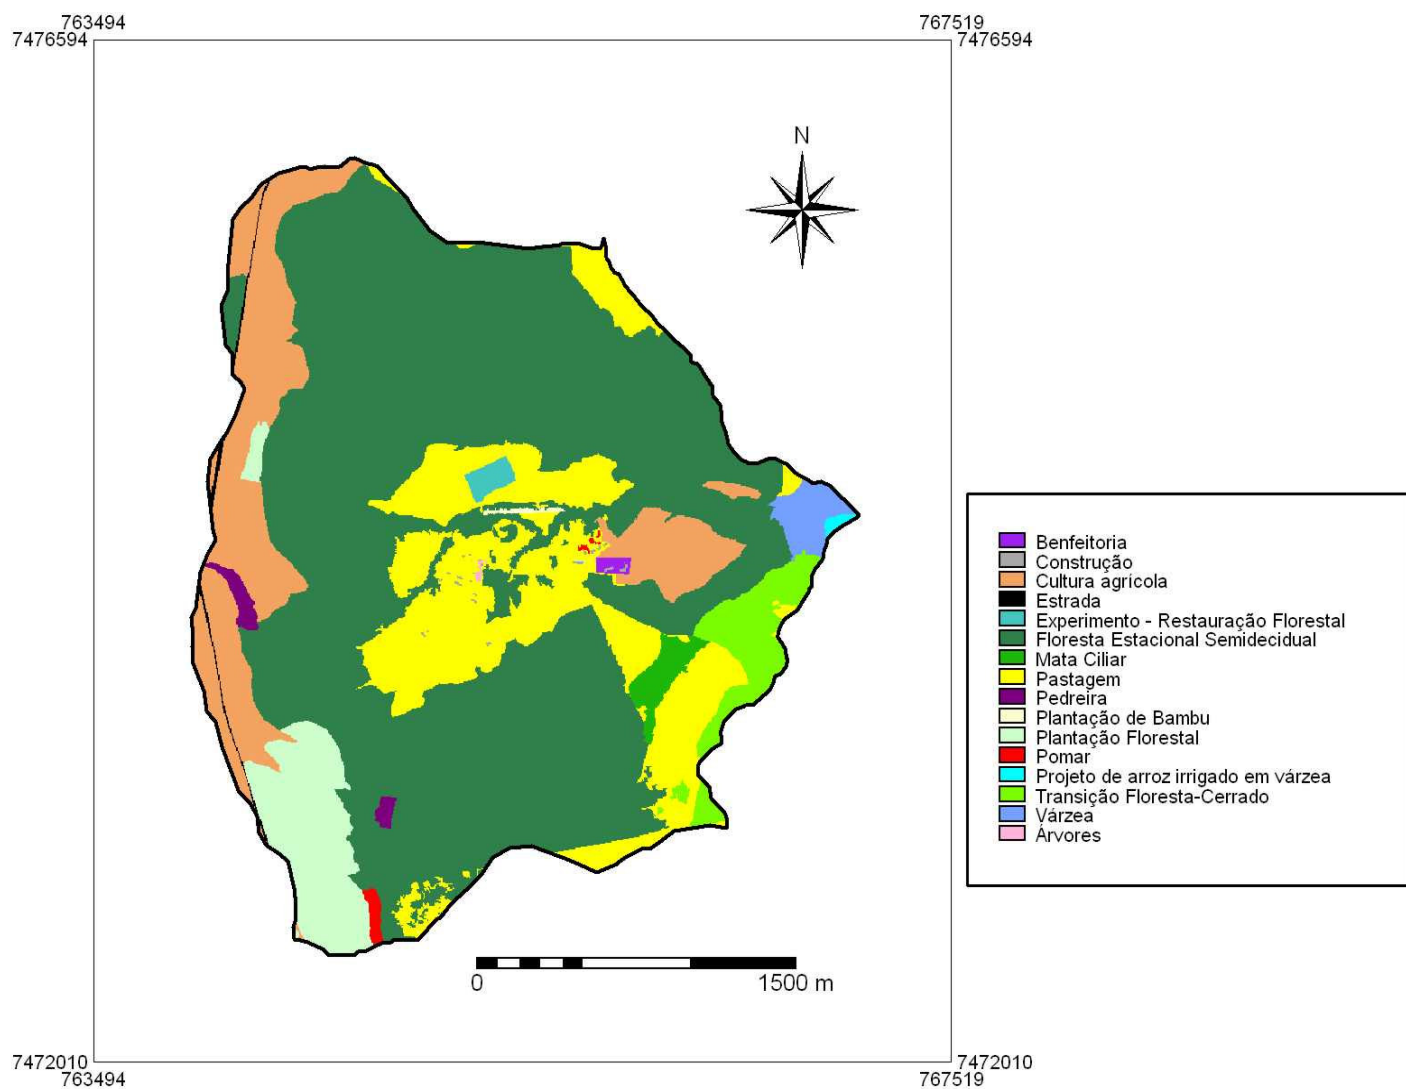 763494
767519
7476594
7476594
N
Benfeitoria
Construção
Cultura agrícola
Estrada
Experimento - Restauração Florestal
Floresta Estacional Semidecidual
Mata Ciliar
Pastagem
Pedreira
Plantação de Bambu
Plantação Florestal
Pomar
Projeto de arroz irrigado em várzea
Transição Floresta-Cerrado
Várzea
Árvores
0
1500 m
7472010
7472010
763494
767519